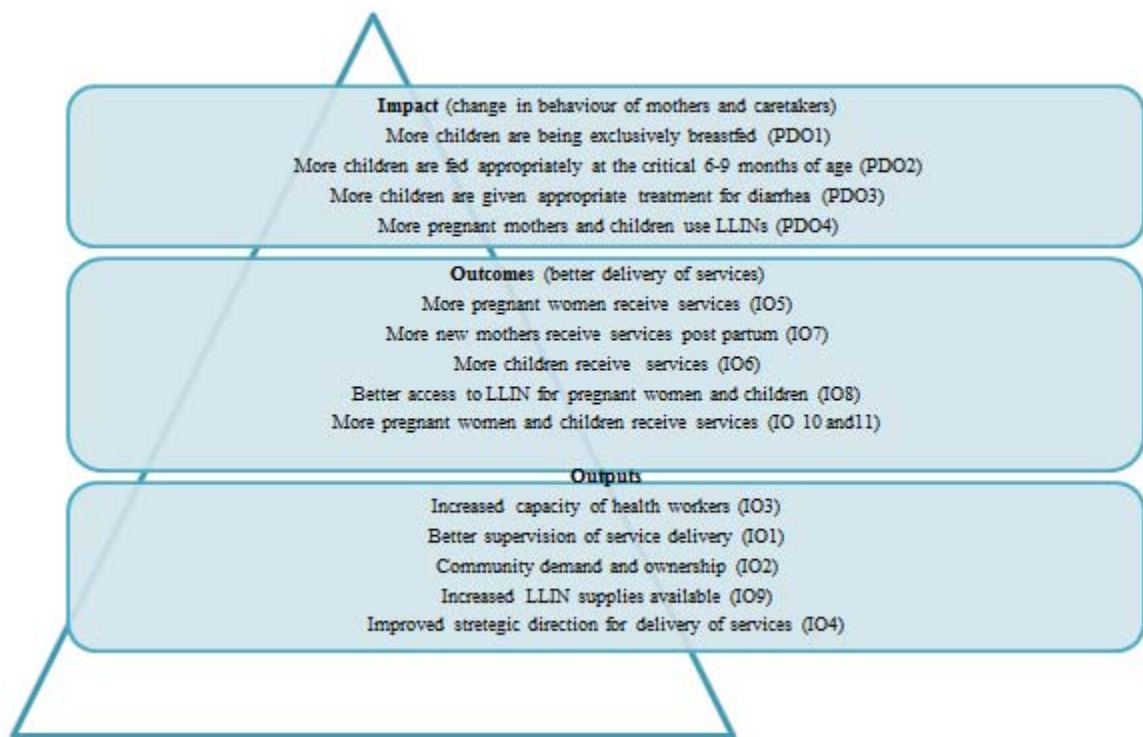 Impact (change in behaviour of mothers and caretakers)
More children are being exclusively breastfed (PDO1)
More children are fed appropriately at the critical 6-9 months of age (PDO2)
More children are given appropriate treatment for diarrhea (PDO3)
More pregnant mothers and children use LLINs (PDO4)
Outcomes (better delivery of services)
More pregnant women receive services (IO5)
More new mothers receive services post partum (IO7)
More children receive services (IO6)
Better access to LLIN for pregnant women and children (IO8)
More pregnant women and children receive services (IO 10 and11)
Outputs
Increased capacity of health workers (IO3)
Better supervision of service delivery (IO1)
Community demand and ownership (IO2)
Increased LLIN supplies available (IO9)
Improved stretegic direction for delivery of services (IO4)